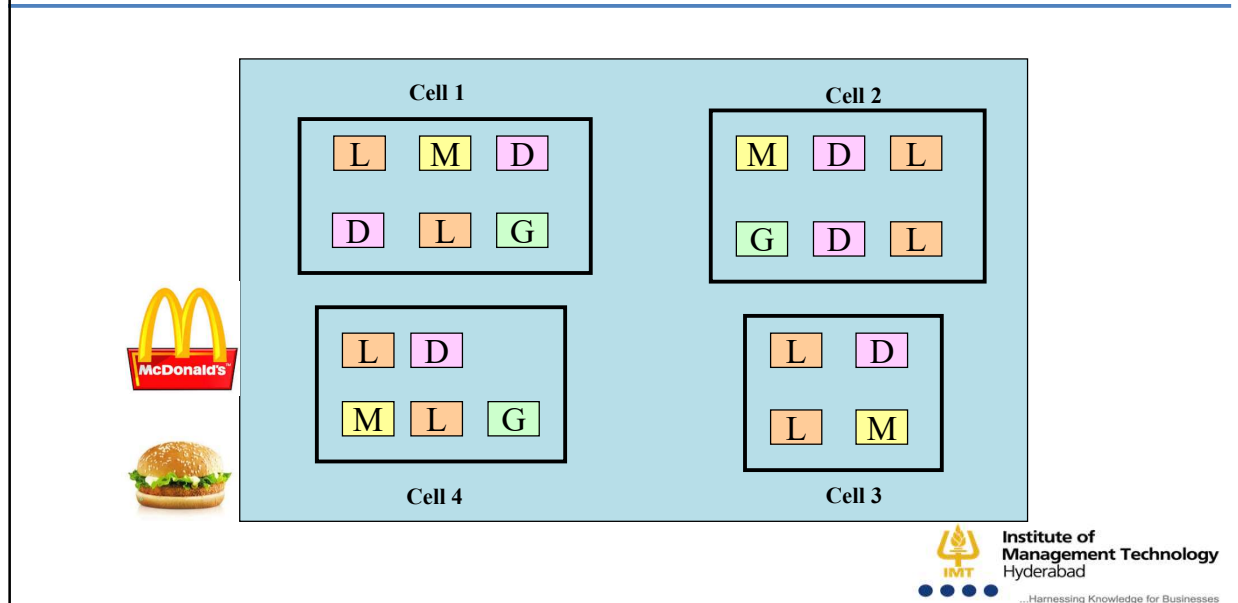 Cell 1
L M D
D L G
Cell 2
M D L
G D L
McDonald's™
L D
M L G
Cell 4
L D
L M
Cell 3
IMT
Institute of
Management Technology
Hyderabad
...Harnessing Knowledge for Businesses